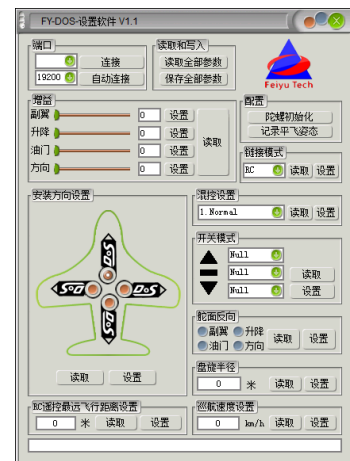 FY-DOS-设置软件 V1.1
端口
连接
19200
自动连接
读取和写入
读取全部参数
保存全部参数
Feiyu Tech
增益
副翼 0 设置
升降 0 设置
油门 0 设置
方向 0 设置
读取
配置
陀螺初始化
记录平飞姿态
链接模式
RC 读取 设置
安装方向设置
DOS
DOS
DOS
DOS
读取 设置
混控设置
1.Normal 读取 设置
开关模式
Null
Null 读取
Null 设置
舵面反向
副翼 升降
油门 方向
读取 设置
盘旋半径
0 米 读取 设置
RC遥控最远飞行距离设置
0 米 读取 设置
巡航速度设置
0 km/h 读取 设置